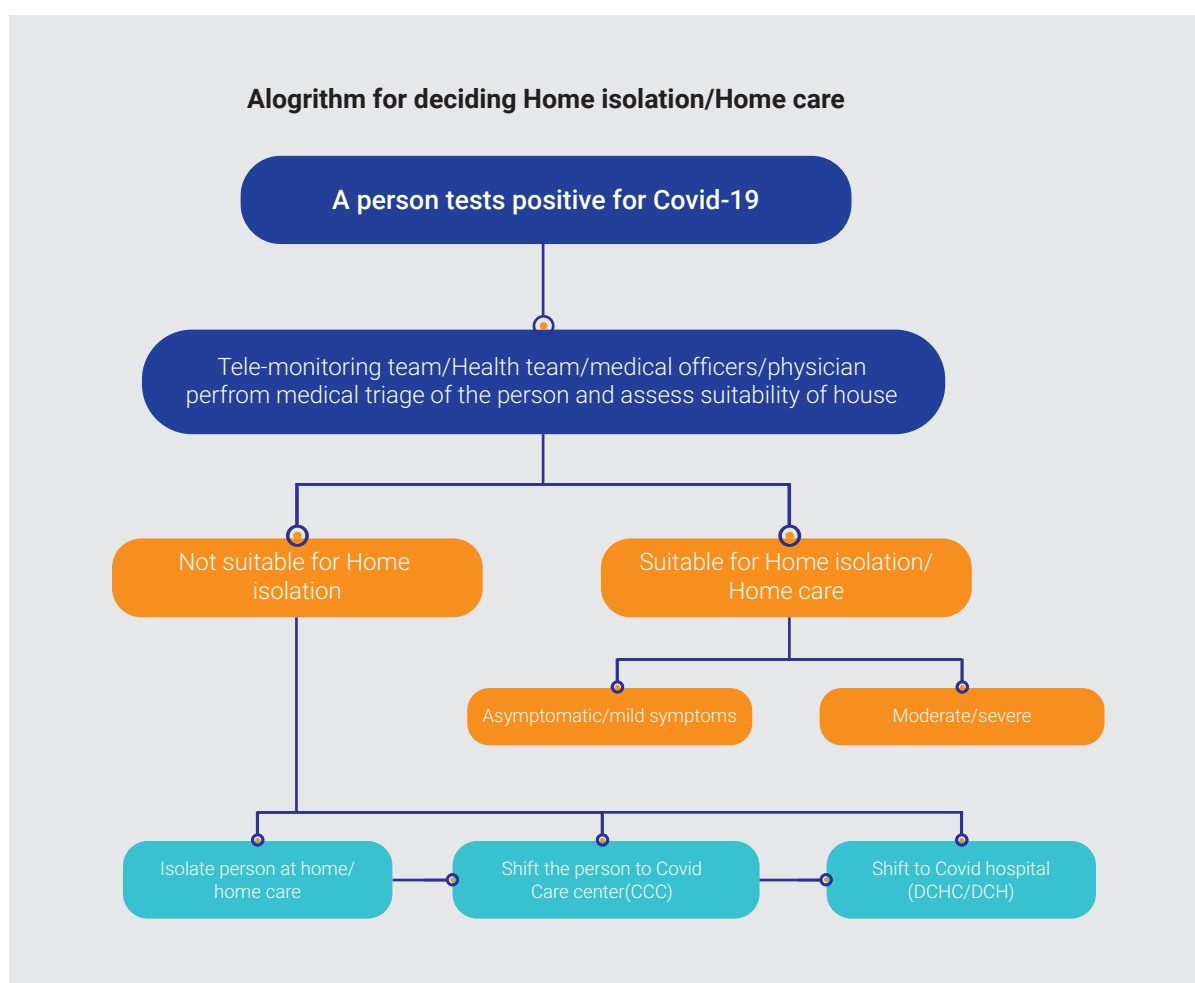 Alogrithm for deciding Home isolation/Home care
A person tests positive for Covid-19
Tele-monitoring team/Health team/medical officers/physician
perfrom medical triage of the person and assess suitability of house
Not suitable for Home
isolation
Suitable for Home isolation/
Home care
Asymptomatic/mild symptoms
Moderate/severe
Isolate person at home/
home care
Shift the person to Covid
Care center(CCC)
Shift to Covid hospital
(DCHC/DCH)